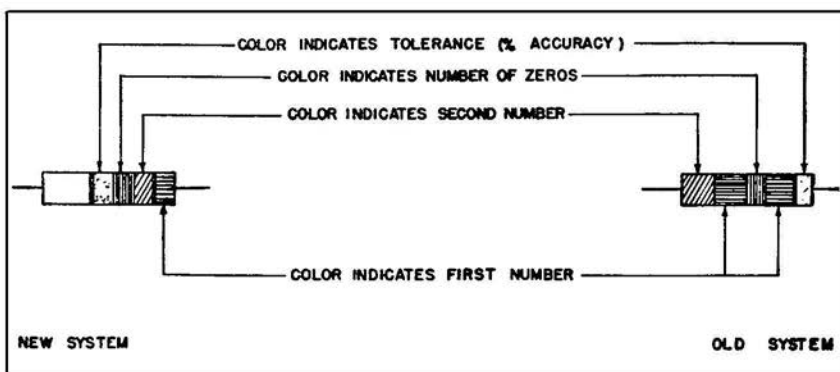 COLOR INDICATES TOLERANCE (% ACCURACY)
COLOR INDICATES NUMBER OF ZEROS
COLOR INDICATES SECOND NUMBER
COLOR INDICATES FIRST NUMBER
NEW SYSTEM
OLD SYSTEM